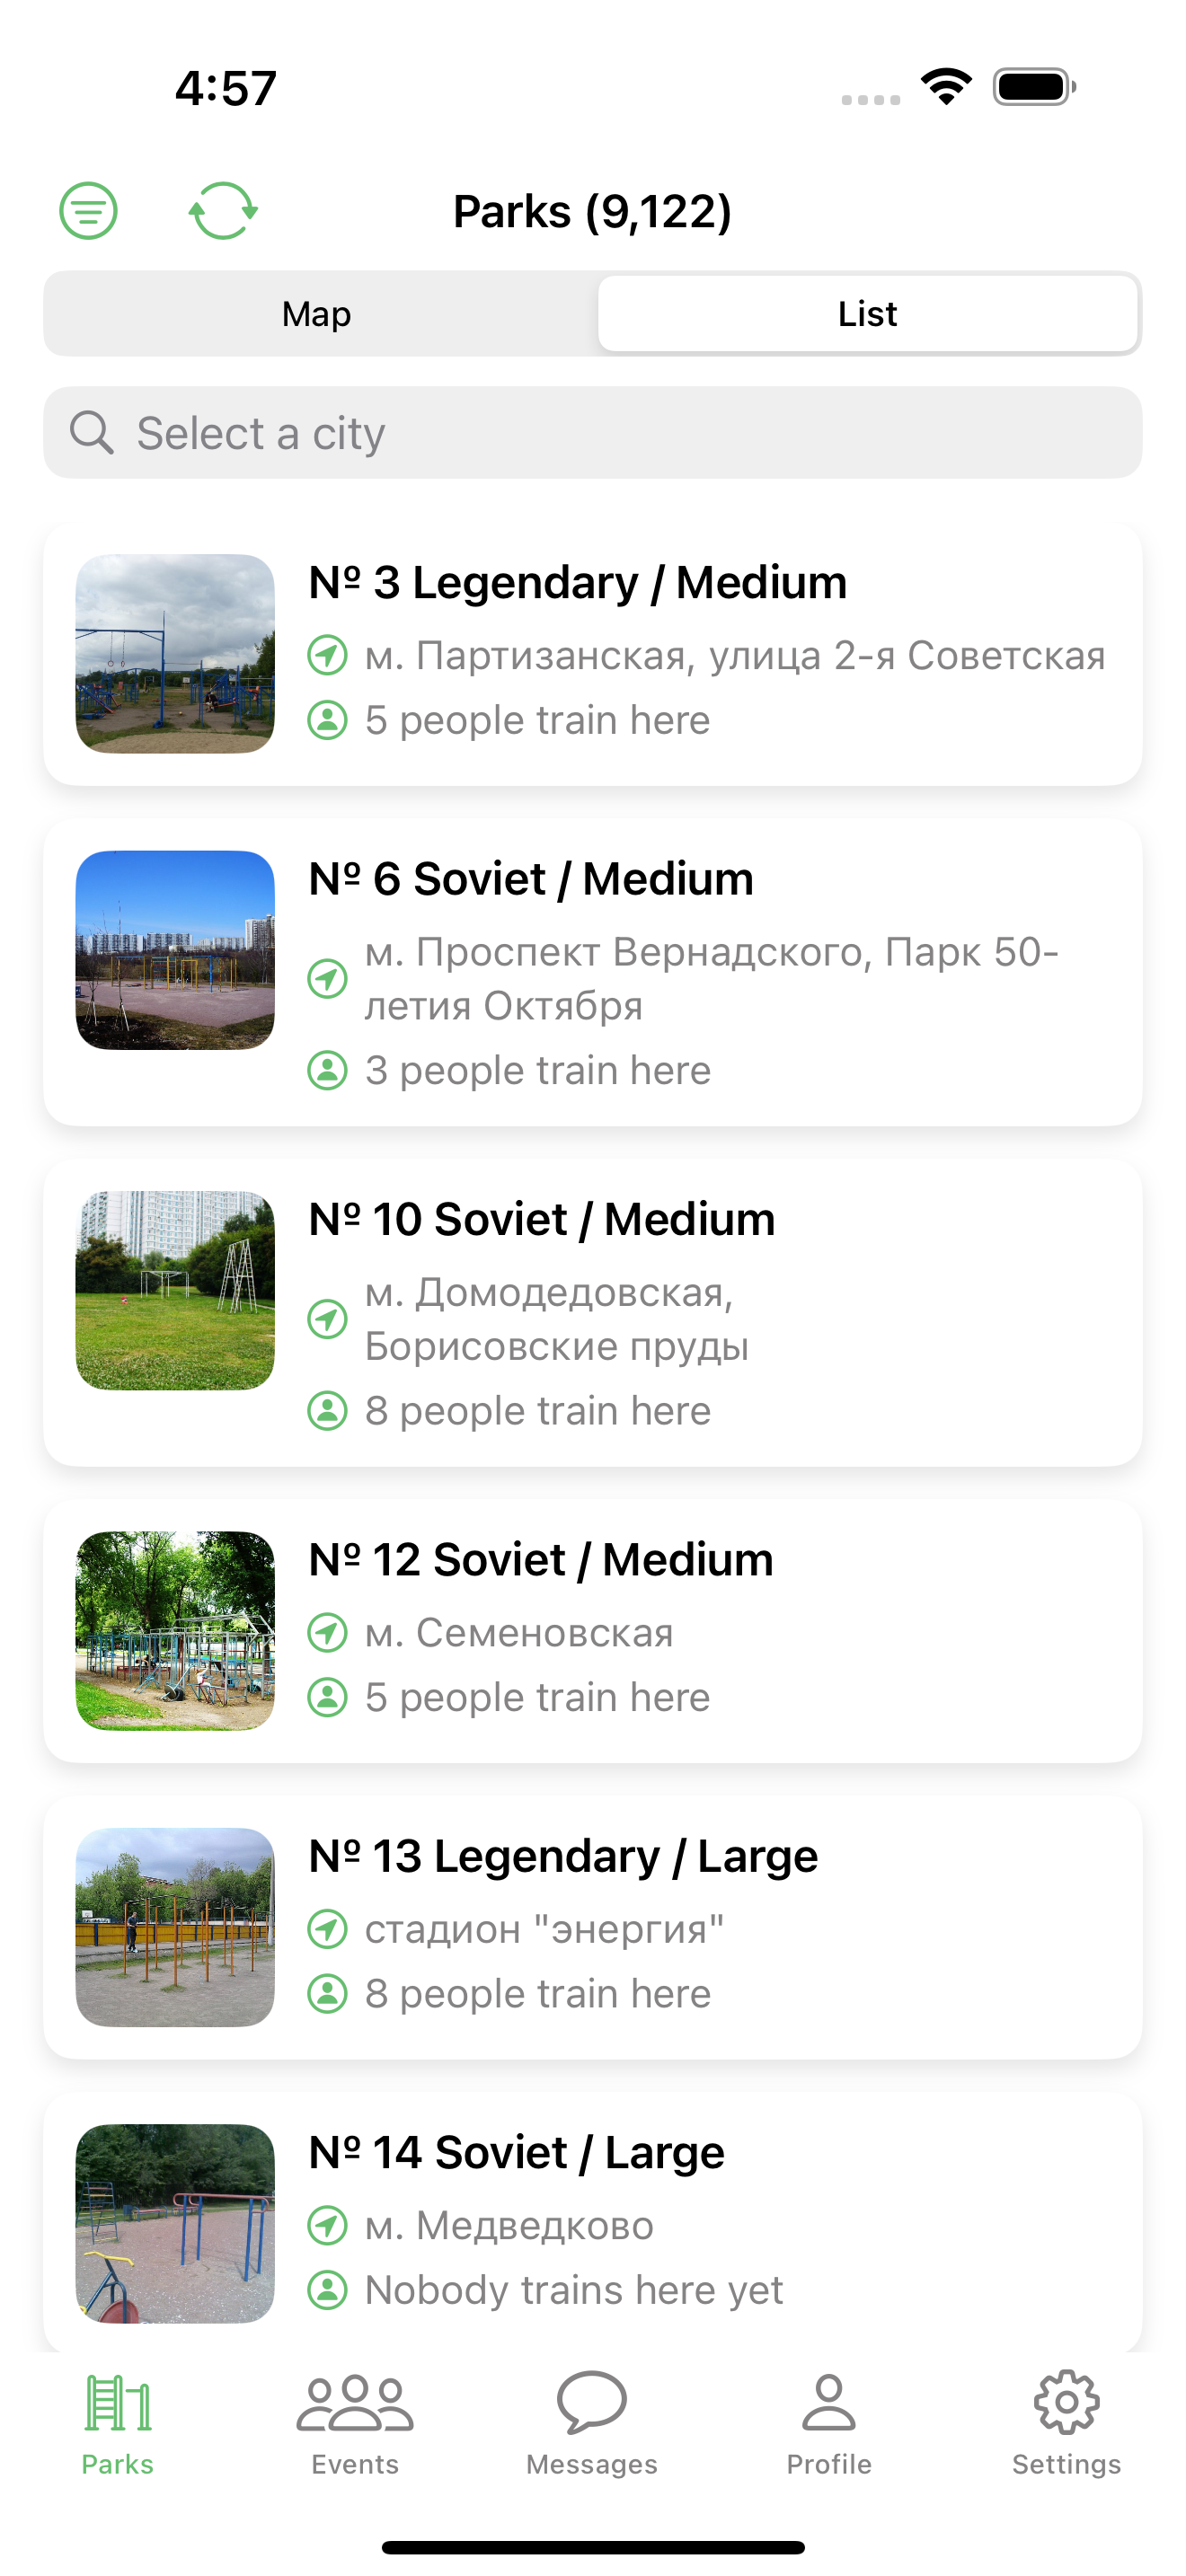 4:57
Parks (9,122)
Map
List
Select a city
Nº 3 Legendary / Medium
м. Партизанская, улица 2-я Советская
5 people train here
Nº 6 Soviet / Medium
м. Проспект Вернадского, Парк 50-
летия Октября
3 people train here
Nº 10 Soviet / Medium
м. Домодедовская,
Борисовские пруды
8 people train here
Nº 12 Soviet / Medium
м. Семеновская
5 people train here
Nº 13 Legendary / Large
стадион "энергия"
8 people train here
Nº 14 Soviet / Large
м. Медведково
Nobody trains here yet
Parks
Events
Messages
Profile
Settings